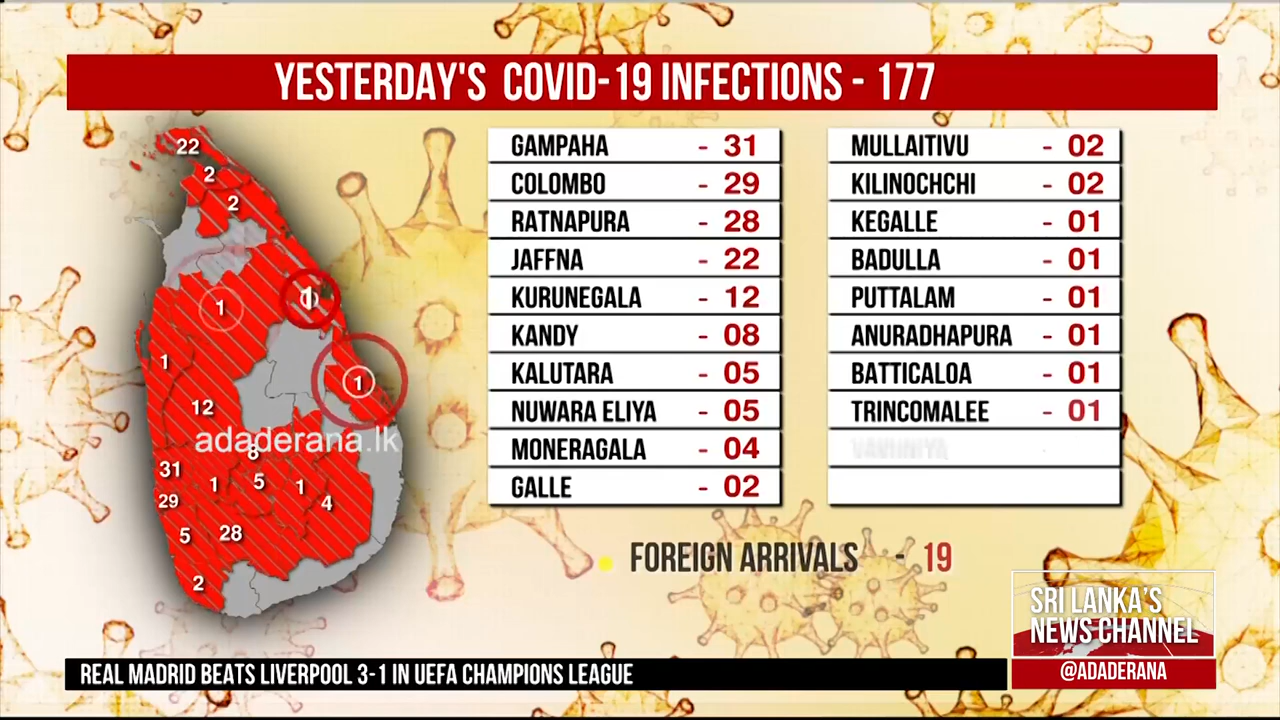 YESTERDAY'S COVID-19 INFECTIONS - 177
GAMPAHA - 31
COLOMBO - 29
RATNAPURA - 28
JAFFNA - 22
KURUNEGALA - 12
KANDY - 08
KALUTARA - 05
NUWARA ELIYA - 05
MONERAGALA - 04
GALLE - 02
MULLAITIVU - 02
KILINOCHCHI - 02
KEGALLE - 01
BADULLA - 01
PUTTALAM - 01
ANURADHAPURA - 01
BATTICALOA - 01
TRINCOMALEE - 01
22
2
2
1
1
1
1
12
adaderana.lk
8
31
1
5
1
29
4
5
28
2
FOREIGN ARRIVALS - 19
SRI LANKA'S
NEWS CHANNEL
@ADADERANA
REAL MADRID BEATS LIVERPOOL 3-1 IN UEFA CHAMPIONS LEAGUE